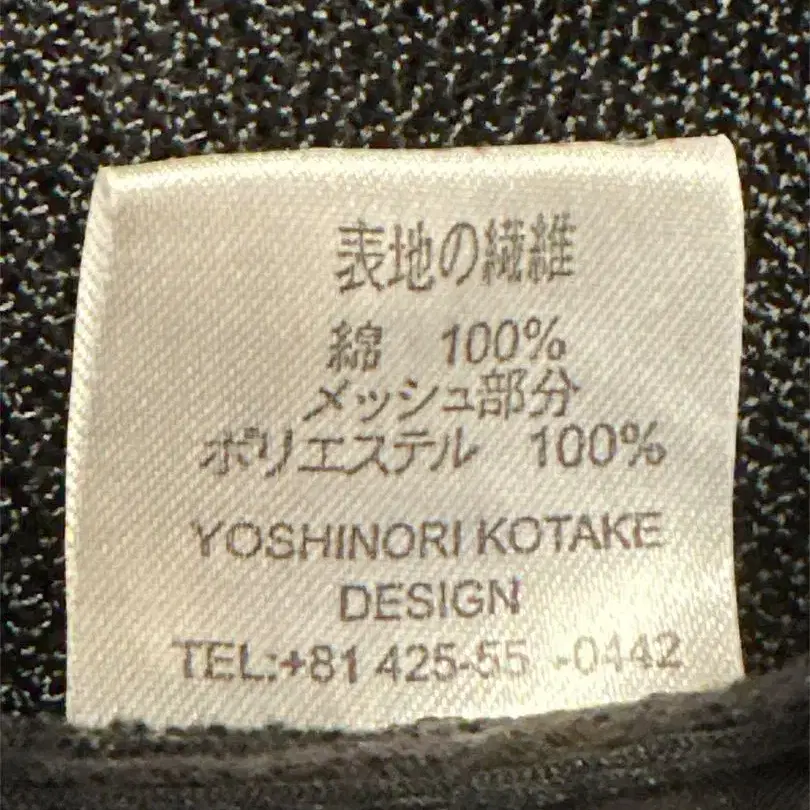 表地の繊維
綿 100%
メッシュ部分
ポリエステル 100%
YOSHINORI KOTAKE
DESIGN
TEL:+81 425-55 -0442